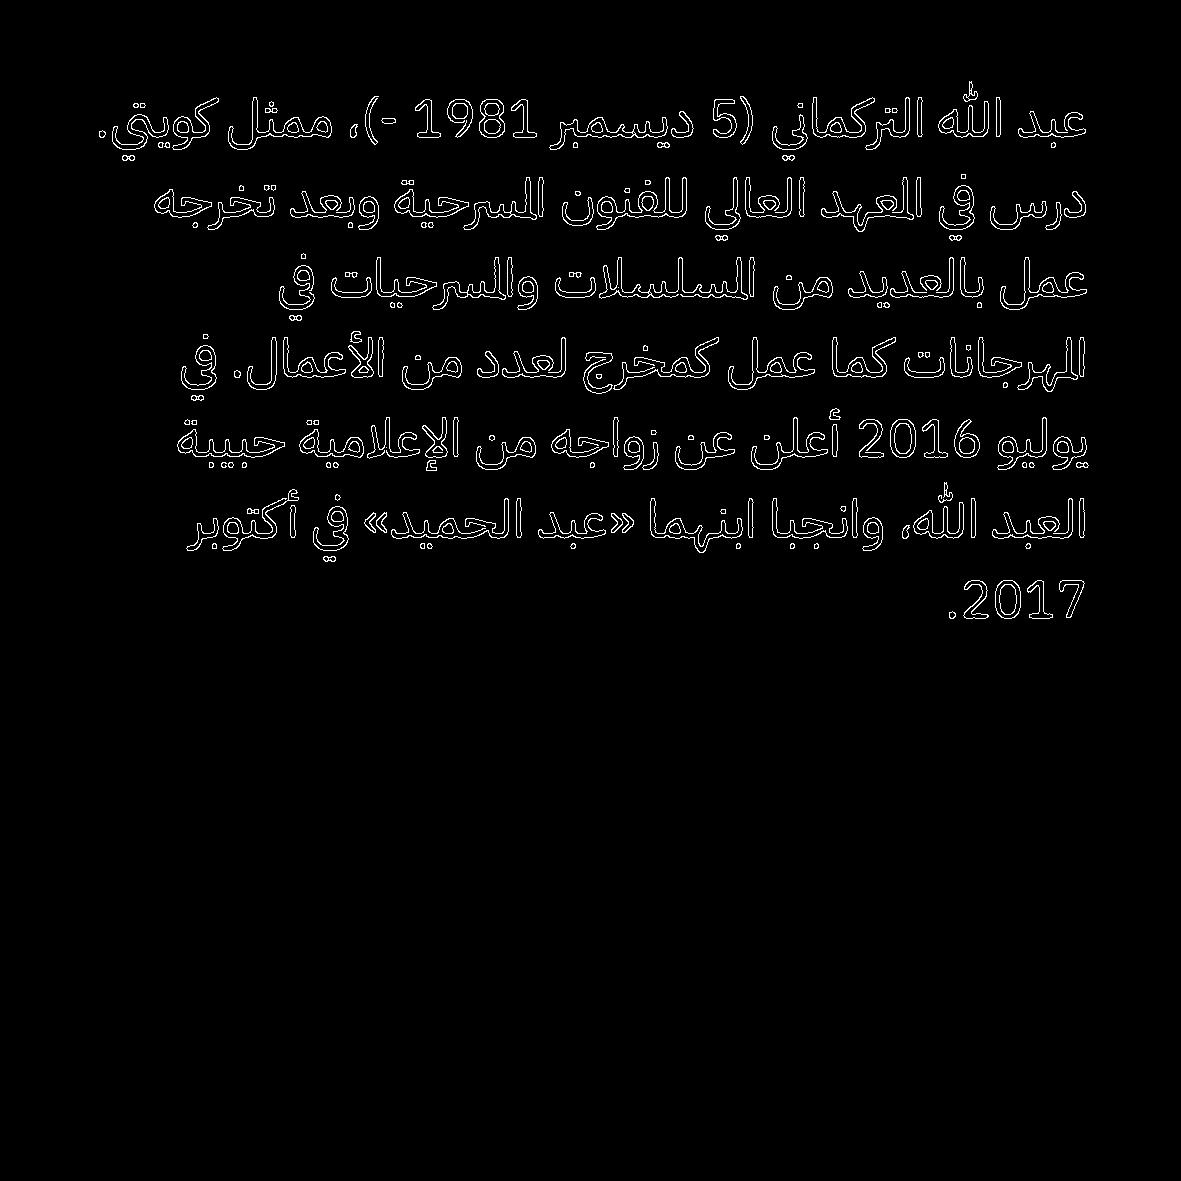 عبد الله التركماني (5 ديسمبر 1981 -)، ممثل كويتي.
درس في المعهد العالي للفنون المسرحية وبعد تخرجه
عمل بالعديد من المسلسلات والمسرحيات في
المهرجانات كما عمل كمخرج لعدد من الأعمال. في
يوليو 2016 أعلن عن زواجه من الإعلامية حبيبة
العبد الله، وانجبا ابنهما «عبد الحميد» في أكتوبر
2017.